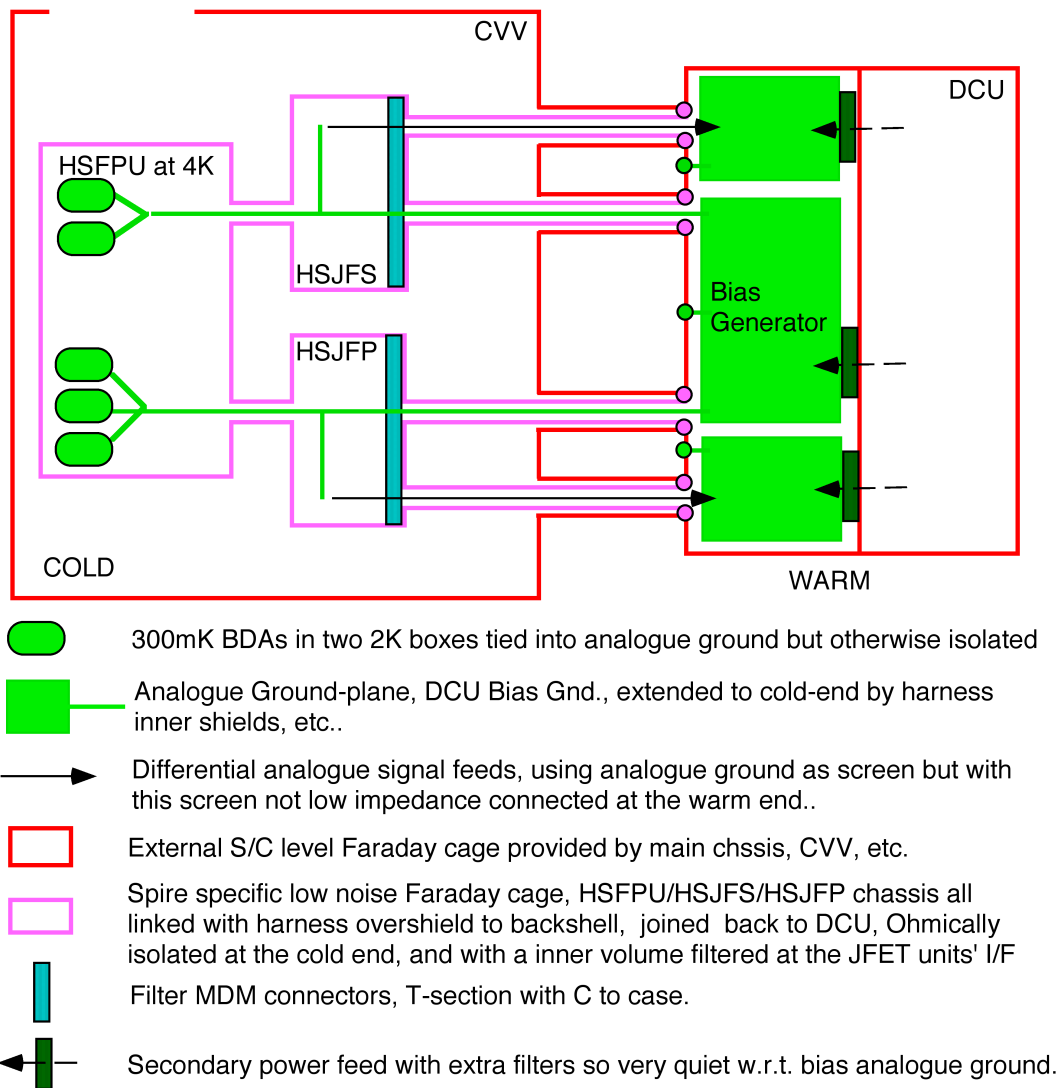 CVV
DCU
HSFPU at 4K
HSJFS
Bias
Generator
HSJFP
COLD
WARM
300mK BDAs in two 2K boxes tied into analogue ground but otherwise isolated
Analogue Ground-plane, DCU Bias Gnd., extended to cold-end by harness
inner shields, etc..
Differential analogue signal feeds, using analogue ground as screen but with
this screen not low impedance connected at the warm end..
External S/C level Faraday cage provided by main chssis, CVV, etc.
Spire specific low noise Faraday cage, HSFPU/HSJFS/HSJFP chassis all
linked with harness overshield to backshell, joined back to DCU, Ohmically
isolated at the cold end, and with a inner volume filtered at the JFET units' I/F
Filter MDM connectors, T-section with C to case.
Secondary power feed with extra filters so very quiet w.r.t. bias analogue ground.